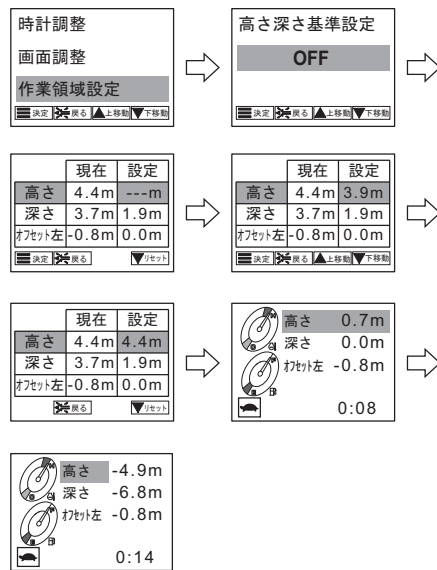 時計調整
画面調整
作業領域設定
決定 戻る 上移動 下移動
高さ深さ基準設定
OFF
決定 戻る 上移動 下移動
現在 設定
高さ 4.4m ---m
深さ 3.7m 1.9m
オフセット左 -0.8m 0.0m
決定 戻る リセット
現在 設定
高さ 4.4m 3.9m
深さ 3.7m 1.9m
オフセット左 -0.8m 0.0m
決定 戻る 上移動 下移動
現在 設定
高さ 4.4m 4.4m
深さ 3.7m 1.9m
オフセット左 -0.8m 0.0m
戻る リセット
高さ 0.7m
深さ 0.0m
オフセット左 -0.8m
0:08
高さ -4.9m
深さ -6.8m
オフセット左 -0.8m
0:14